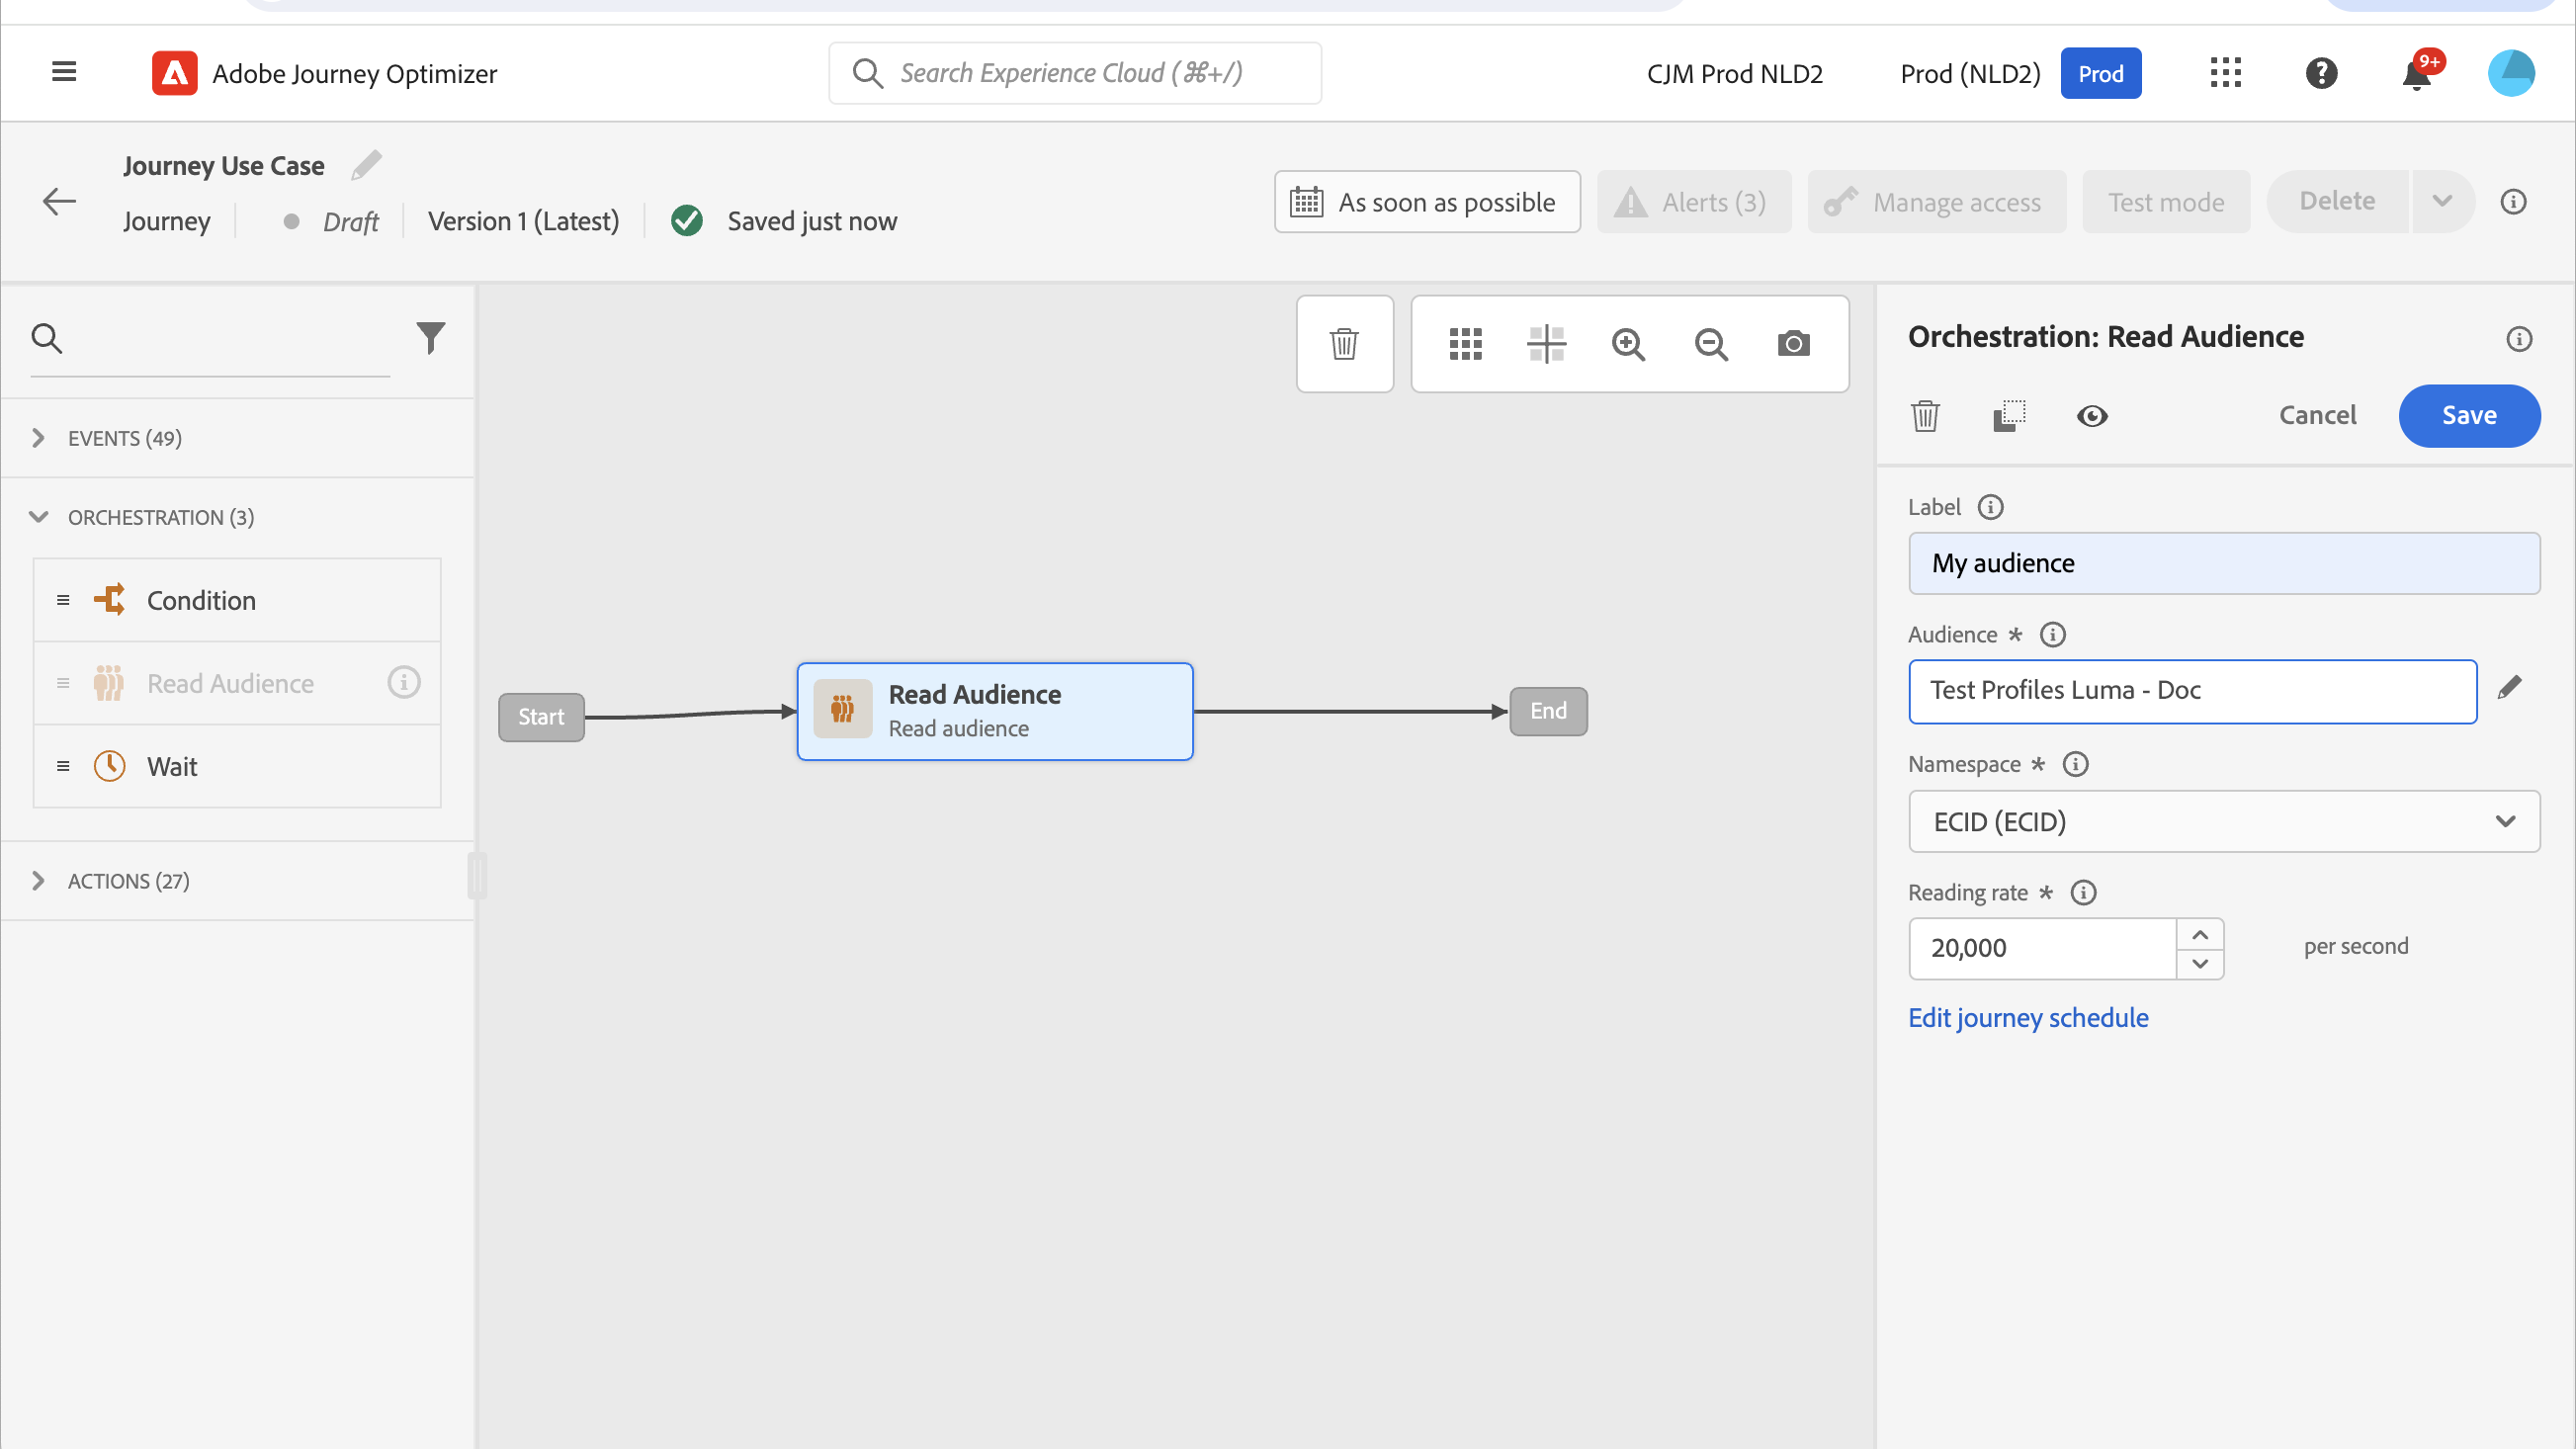 Adobe Journey Optimizer
Search Experience Cloud (⌘+/)
CJM Prod NLD2
Prod (NLD2)
Prod
9+
Journey Use Case
Journey
Draft
Version 1 (Latest)
Saved just now
As soon as possible
Alerts (3)
Manage access
Test mode
Delete
EVENTS (49)
ORCHESTRATION (3)
Condition
Read Audience
Wait
ACTIONS (27)
Start
Read Audience
Read audience
End
Orchestration: Read Audience
Cancel
Save
Label
My audience
Audience *
Test Profiles Luma - Doc
Namespace *
ECID (ECID)
Reading rate *
20,000
per second
Edit journey schedule